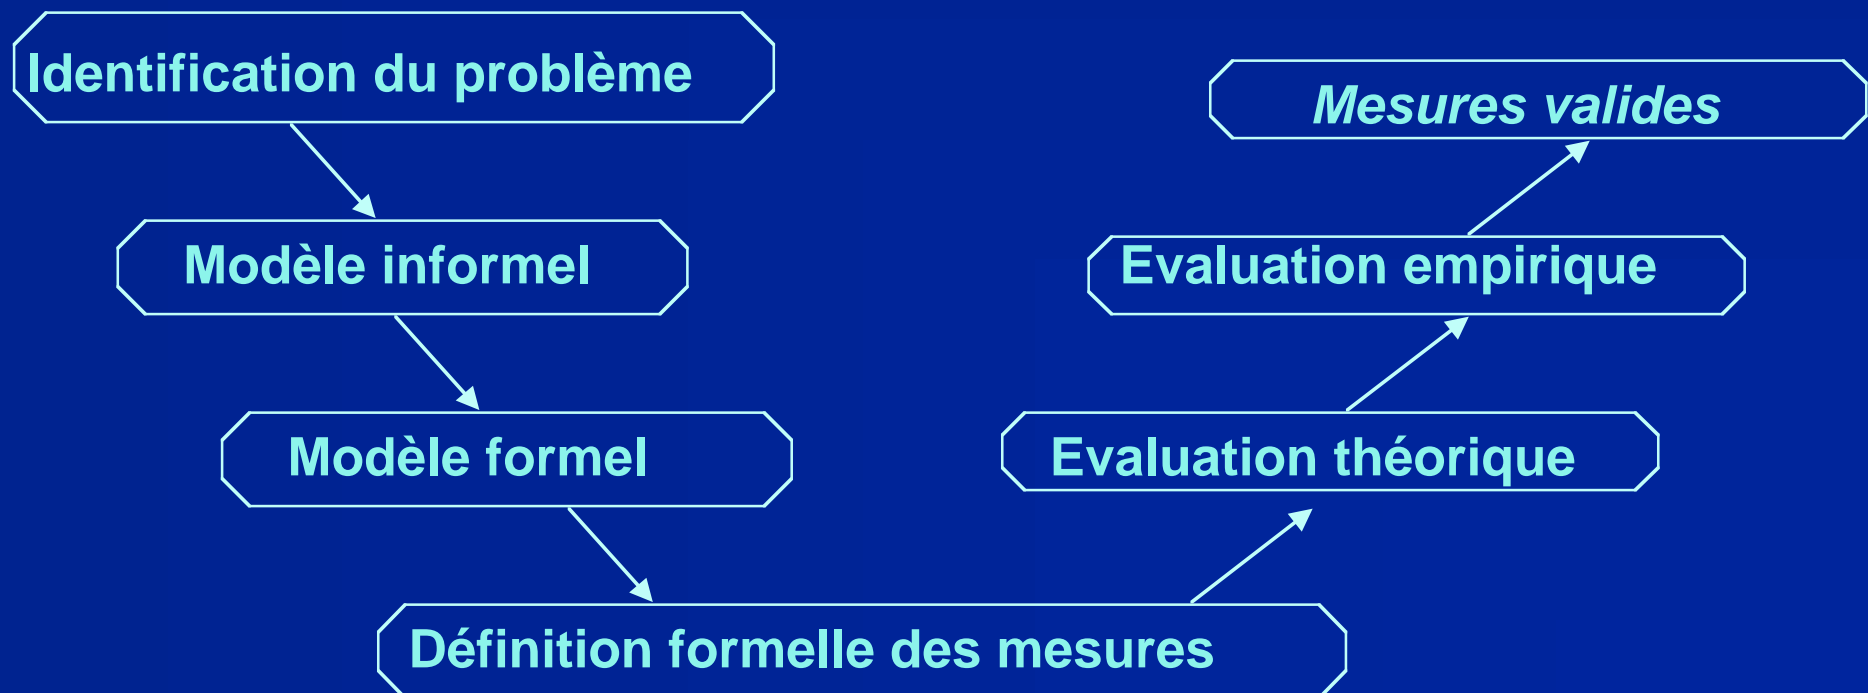 Identification du problème
Modèle informel
Modèle formel
Définition formelle des mesures
Evaluation théorique
Evaluation empirique
Mesures valides